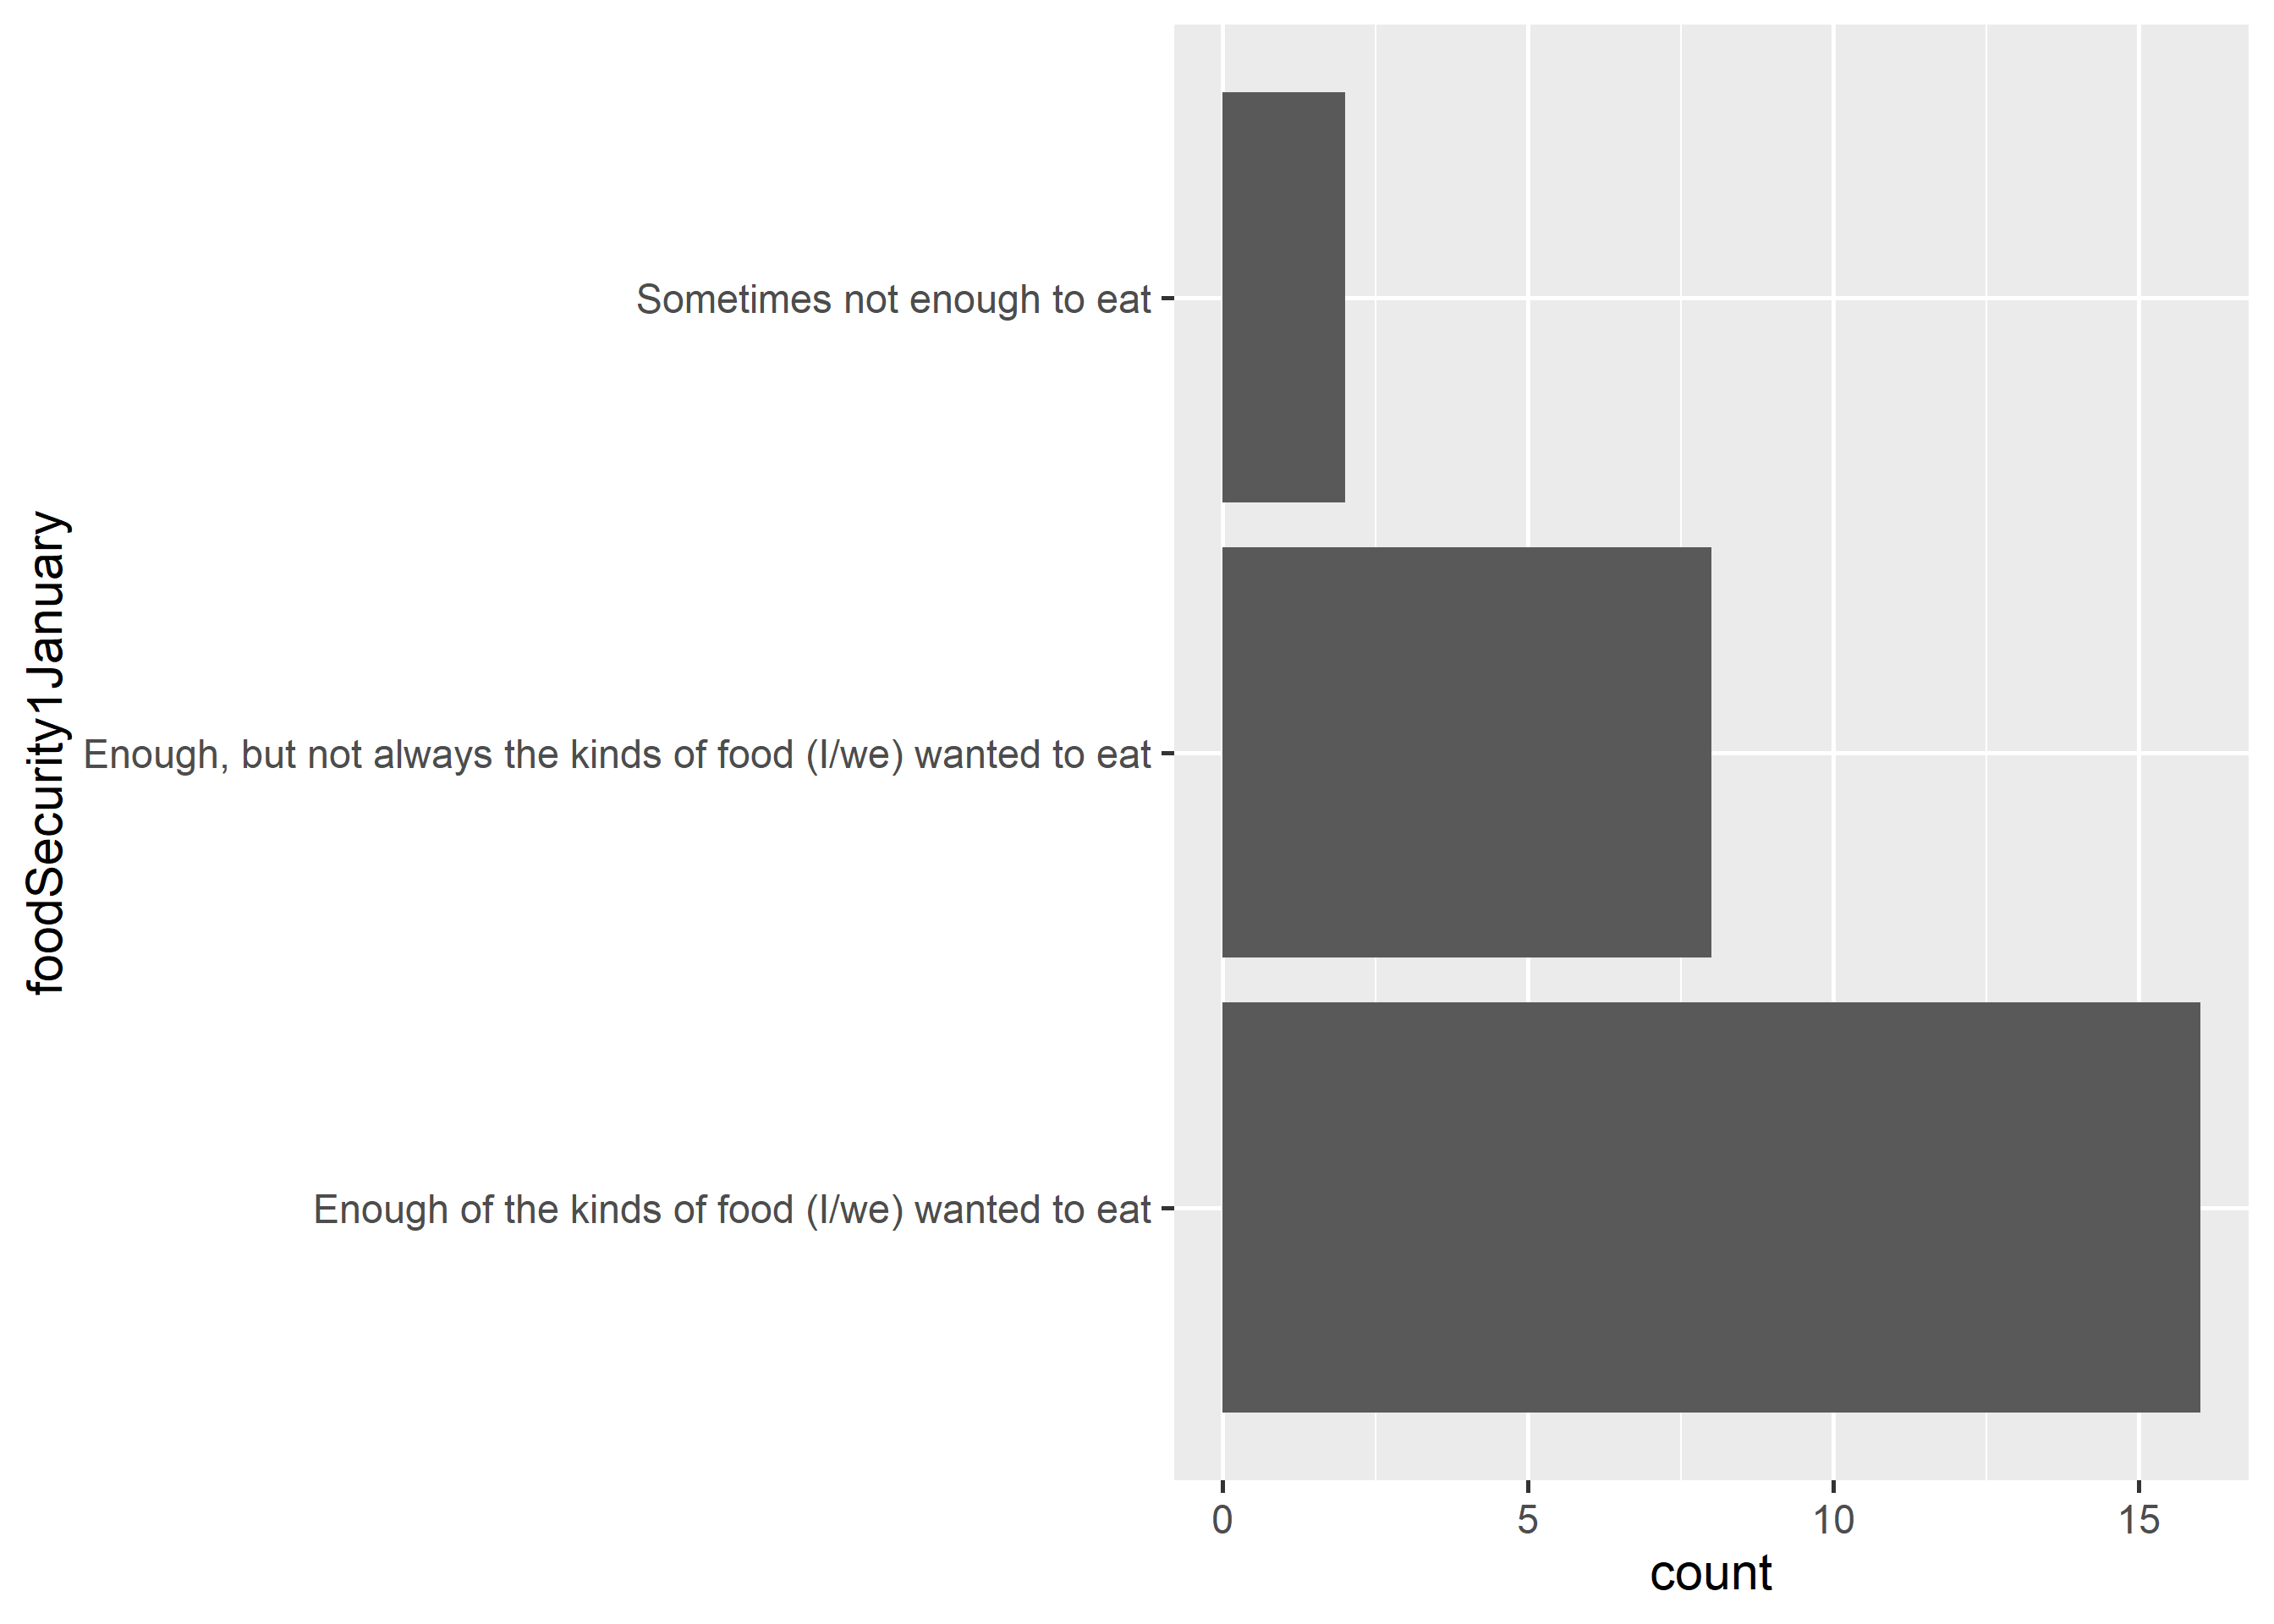 foodSecurity1January
Sometimes not enough to eat
Enough, but not always the kinds of food (I/we) wanted to eat
Enough of the kinds of food (I/we) wanted to eat
0 5 10 15
count